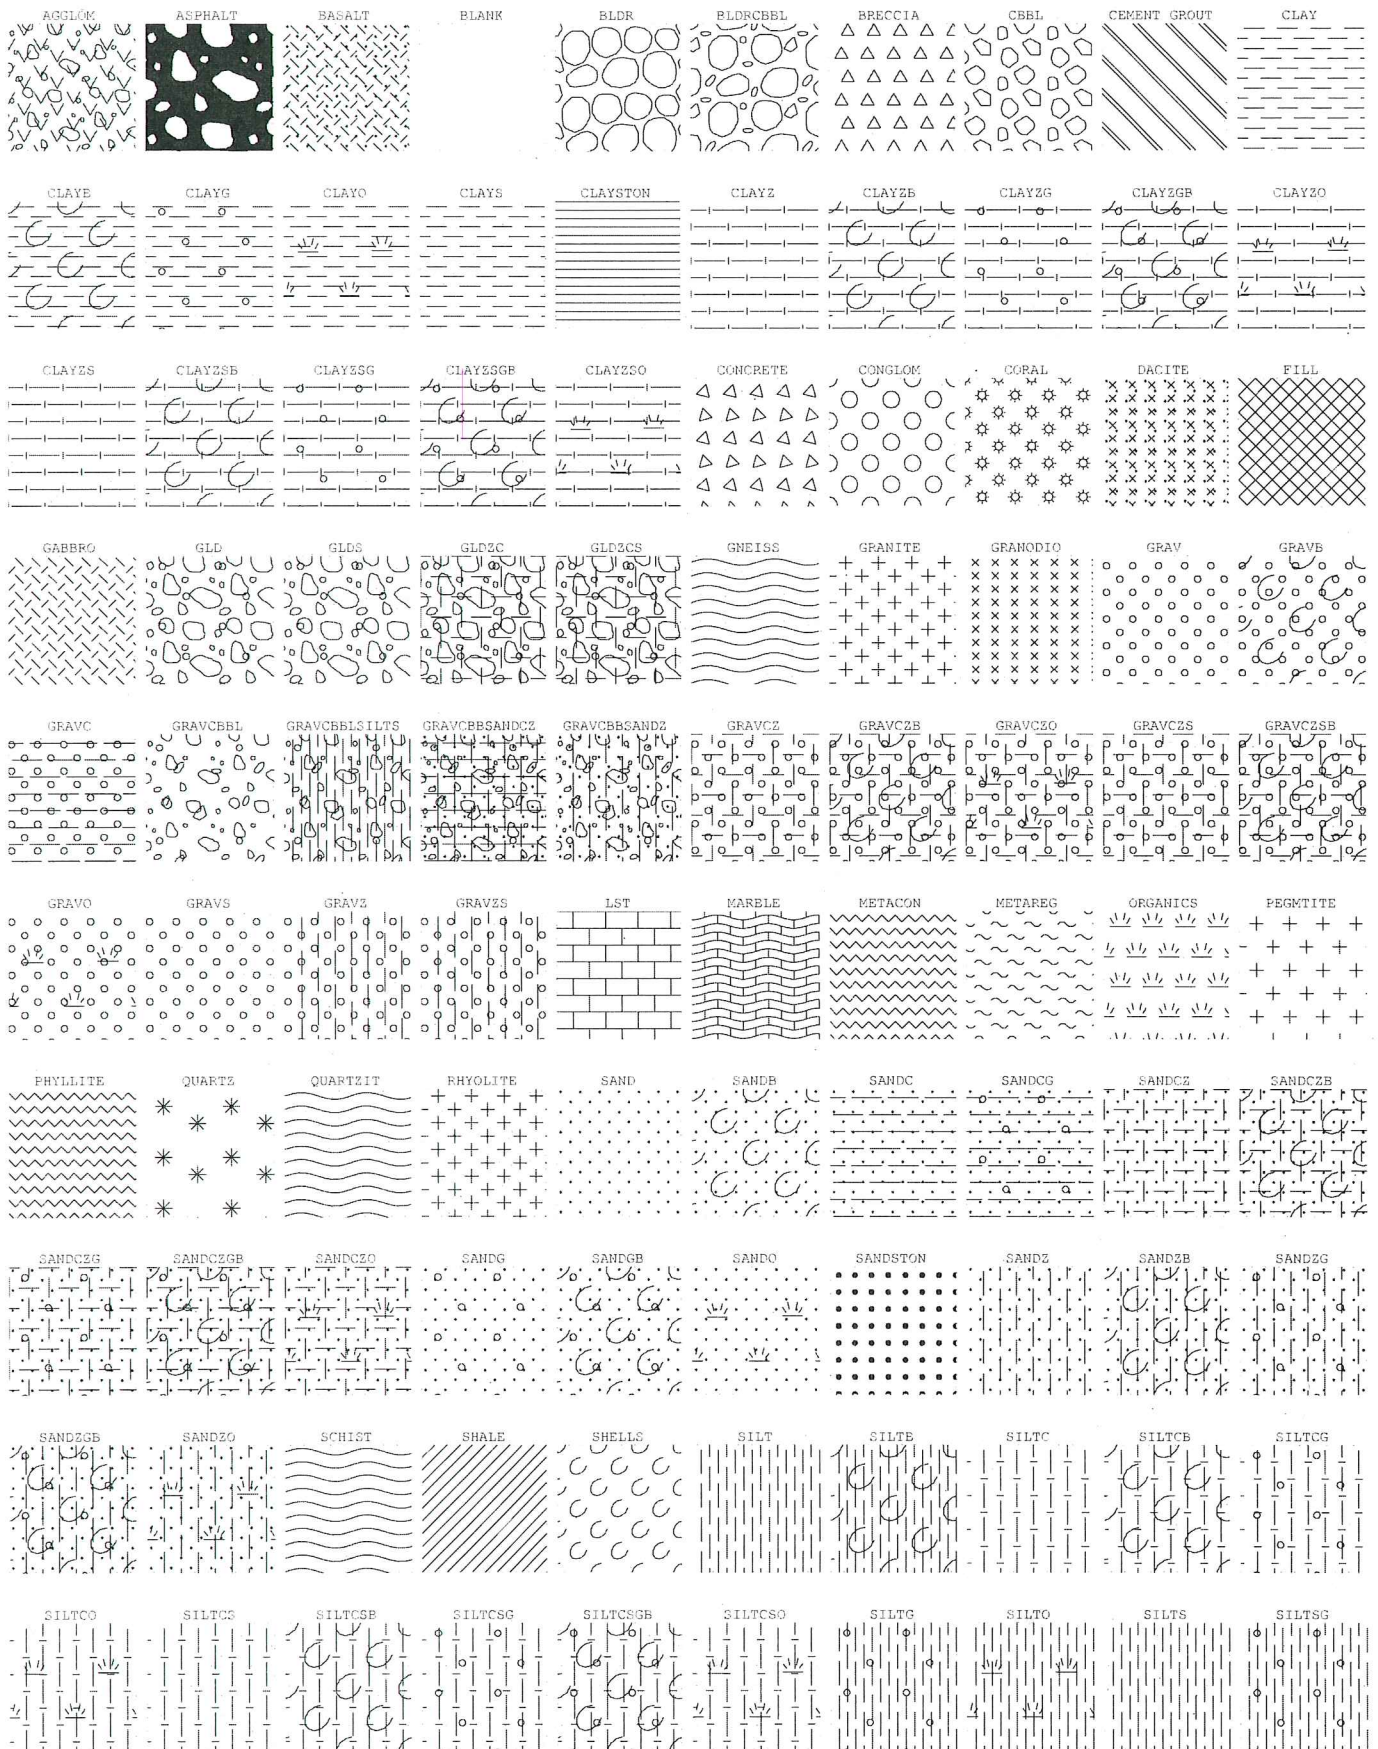 AGGLOM ASPHALT BASALT BLANK BLDR BLDRCBBL BRECCIA CBBL CEMENT GROUT CLAY
CLAYB CLAYG CLAYO CLAYS CLAYSTON CLAYZ CLAYZB CLAYZG CLAYZGB CLAYZO
CLAYZS CLAYZSB CLAYZSG CLAYZSGB CLAYZSO CONCRETE CONGLOM CORAL DACITE FILL
GABBRO GLD GLDS GLDZC GLDZCS GNEISS GRANITE GRANODIO GRAV GRAVB
GRAVC GRAVCBBL GRAVCBBLSILTS GRAVCBBSANDCZ GRAVCBBSANDZ GRAVCZ GRAVCZB GRAVCZO GRAVCZS GRAVCZSB
GRAVO GRAVS GRAVZ GRAVZS LST MARBLE METACON METAREG ORGANICS PEGMTITE
PHYLLITE QUARTZ QUARTZIT RHYOLITE SAND SANDB SANDC SANDCG SANDCZ SANDCZB
SANDCZG SANDCZGB SANDCZO SANDG SANDGB SANDO SANDSTON SANDZ SANDZB SANDZG
SANDZGB SANDZO SCHIST SHALE SHELLS SILT SILTB SILTC SILTCB SILTCG
SILTCO SILTCS SILTCSB SILTCSG SILTCSGB SILTCSO SILTG SILTO SILTS SILTSG